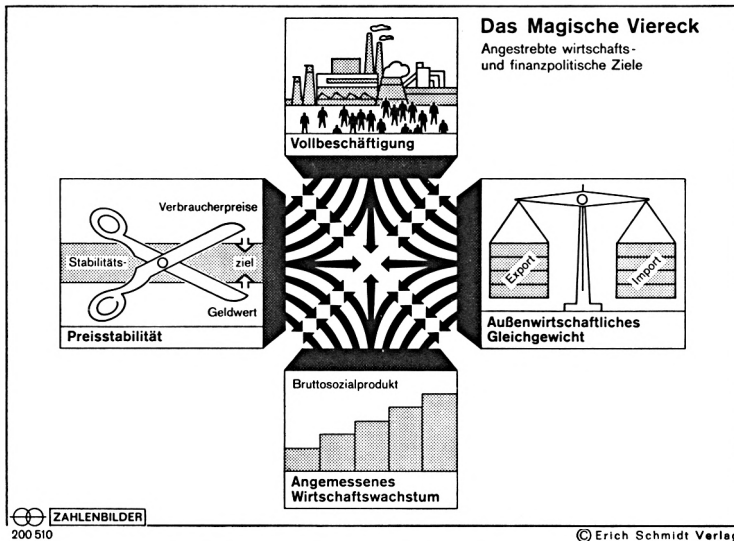 Das Magische Viereck
Angestrebte wirtschafts-
und finanzpolitische Ziele
Vollbeschäftigung
Verbraucherpreise
Stabilitäts-
ziel
Geldwert
Preisstabilität
Export
Import
Außenwirtschaftliches
Gleichgewicht
Bruttosozialprodukt
Angemessenes
Wirtschaftswachstum
ZAHLENBILDER
200 510
© Erich Schmidt Verlag